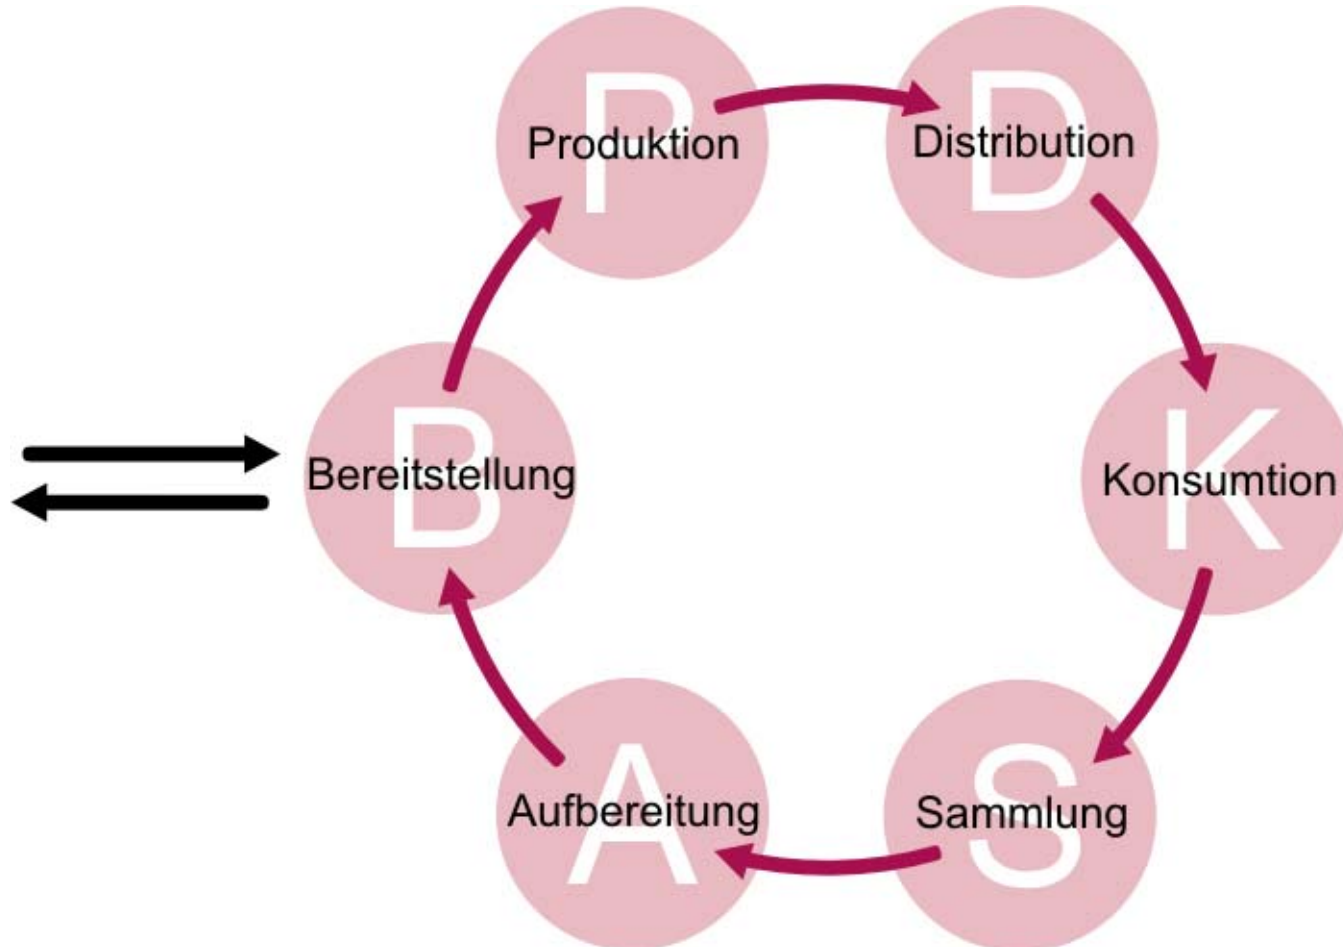 P
Produktion
D
Distribution
B
Bereitstellung
K
Konsumtion
A
Aufbereitung
S
Sammlung